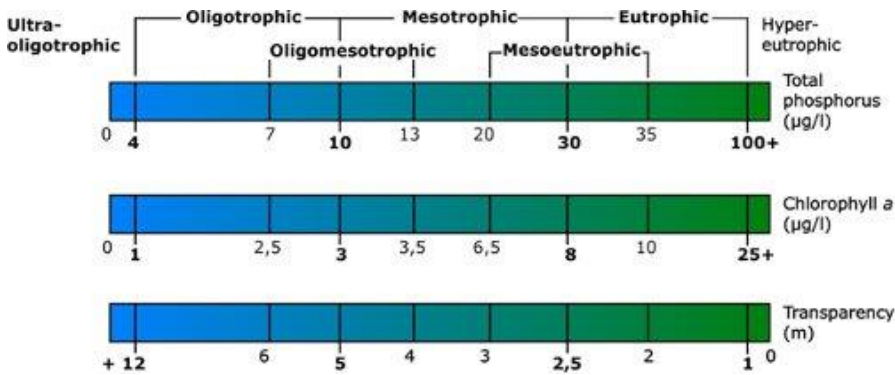 Ultra-
oligotrophic
Oligotrophic
Mesotrophic
Eutrophic
Hyper-
eutrophic
Oligomesotrophic
Mesoeutrophic
Total
phosphorus
(µg/l)
0 4 7 10 13 20 30 35 100+
Chlorophyll a
(µg/l)
0 1 2,5 3 3,5 6,5 8 10 25+
Transparency
(m)
+ 12 6 5 4 3 2,5 2 1 0